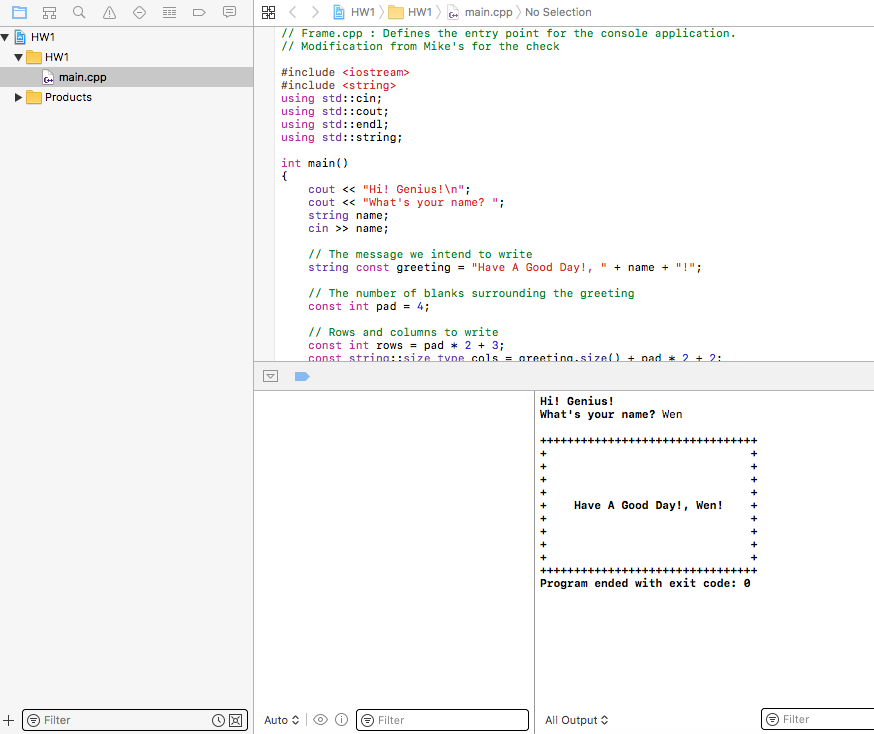 HW1 〉 HW1 〉 main.cpp 〉 No Selection
HW1
HW1
main.cpp
Products
// Frame.cpp : Defines the entry point for the console application.
// Modification from Mike's for the check
#include <iostream>
#include <string>
using std::cin;
using std::cout;
using std::endl;
using std::string;
int main()
{
    cout << "Hi! Genius!\n";
    cout << "What's your name? ";
    string name;
    cin >> name;
    // The message we intend to write
    string const greeting = "Have A Good Day!, " + name + "!";
    // The number of blanks surrounding the greeting
    const int pad = 4;
    // Rows and columns to write
    const int rows = pad * 2 + 3;
    const string::size_type cols = greeting.size() + pad * 2 + 2;
Hi! Genius!
What's your name? Wen
++++++++++++++++++++++++++++++++
+                              +
+                              +
+                              +
+                              +
+    Have A Good Day!, Wen!    +
+                              +
+                              +
+                              +
+                              +
++++++++++++++++++++++++++++++++
Program ended with exit code: 0
Filter
Auto
Filter
All Output
Filter